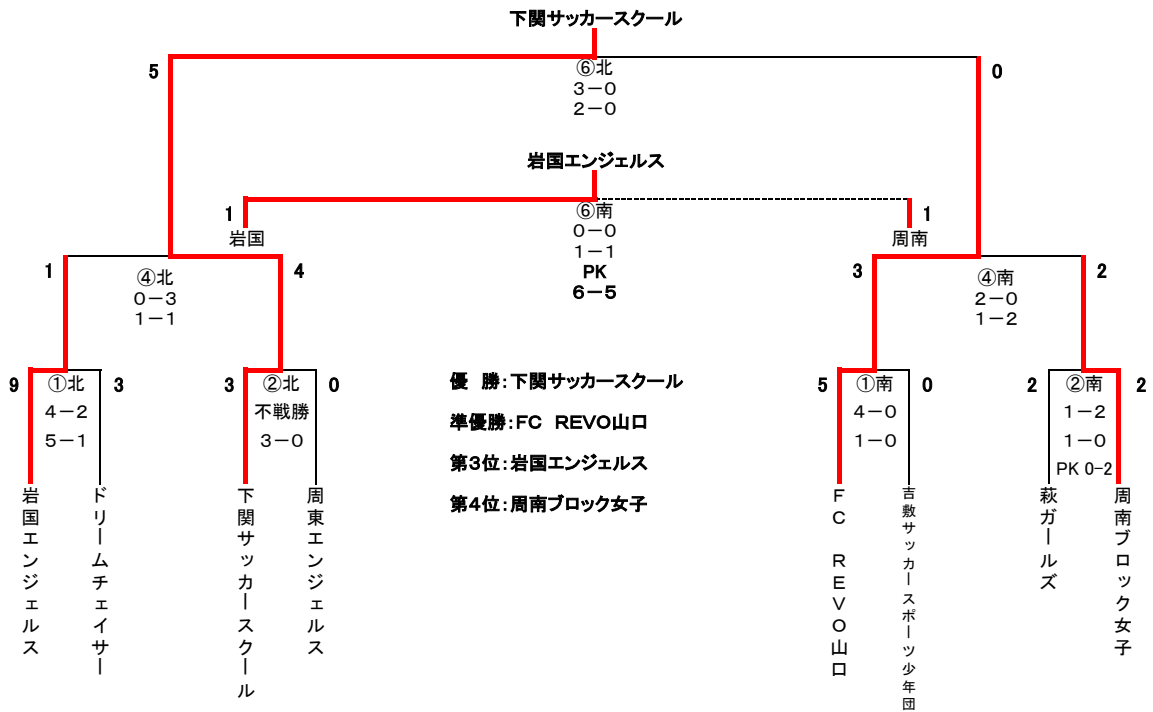 下関サッカースクール
5
0
⑥北
3－0
2－0
岩国エンジェルス
1
1
岩国
周南
⑥南
0－0
1－1
PK
6－5
1
4
3
2
④北
0－3
1－1
④南
2－0
1－2
9
①北
3
4－2
5－1
3
②北
0
不戦勝
3－0
5
①南
0
4－0
1－0
2
②南
2
1－2
1－0
PK 0-2
優　勝：下関サッカースクール
準優勝：FC　REVO山口
第3位：岩国エンジェルス
第4位：周南ブロック女子
岩国エンジェルス
ドリームチェイサー
下関サッカースクール
周東エンジェルス
FC　REVO山口
吉敷サッカースポーツ少年団
萩ガールズ
周南ブロック女子